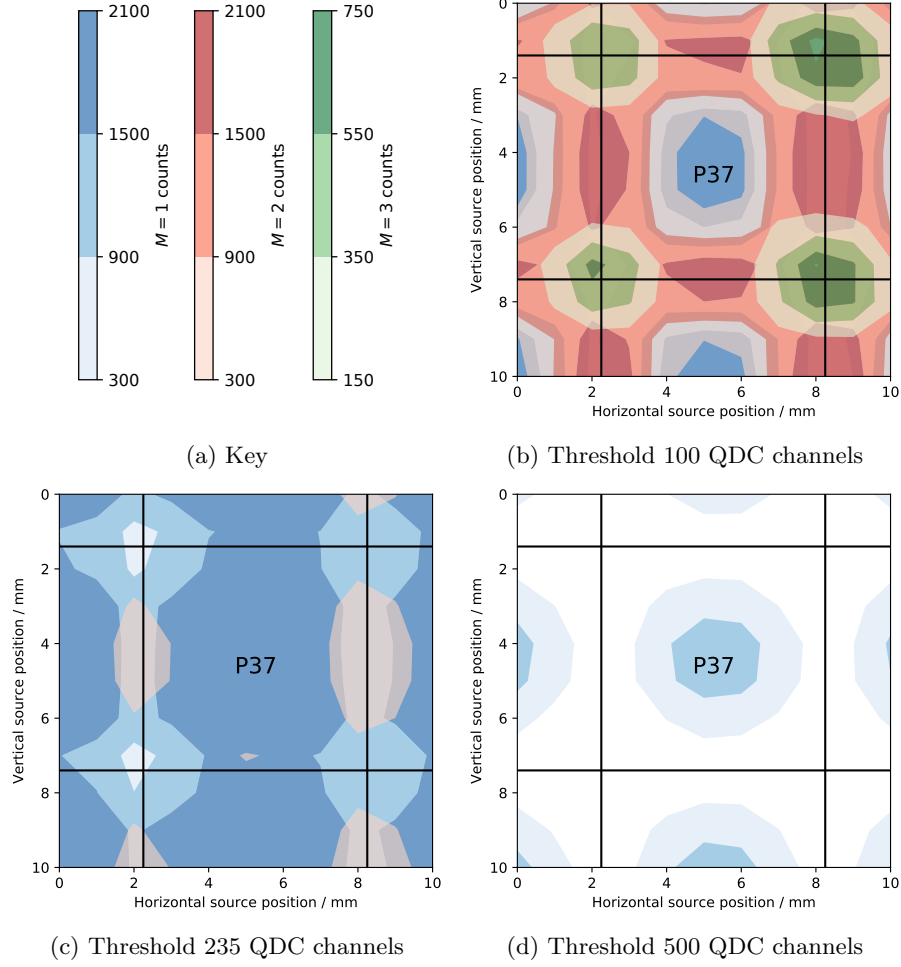 2100
1500
900
300
M = 1 counts
2100
1500
900
300
M = 2 counts
750
550
350
150
M = 3 counts
(a) Key
0
2
4
6
8
10
Vertical source position / mm
P37
0 2 4 6 8 10
Horizontal source position / mm
(b) Threshold 100 QDC channels
0
2
4
6
8
10
Vertical source position / mm
P37
0 2 4 6 8 10
Horizontal source position / mm
(c) Threshold 235 QDC channels
0
2
4
6
8
10
Vertical source position / mm
P37
0 2 4 6 8 10
Horizontal source position / mm
(d) Threshold 500 QDC channels